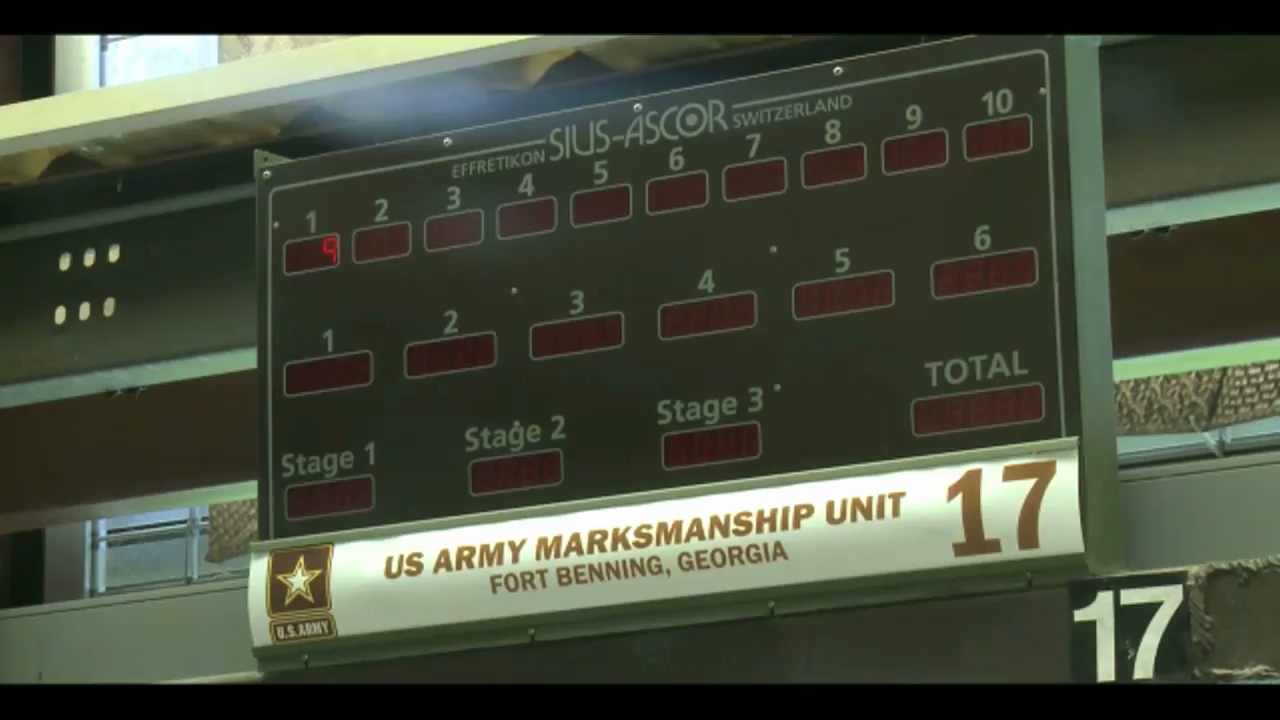 EFFRETIKON SIUS-ASCOR SWITZERLAND
1 2 3 4 5 6 7 8 9 10
9
1 2 3 4 5 6
Stage 1 Stage 2 Stage 3 TOTAL
US ARMY MARKSMANSHIP UNIT 17
FORT BENNING, GEORGIA
U.S.ARMY
17